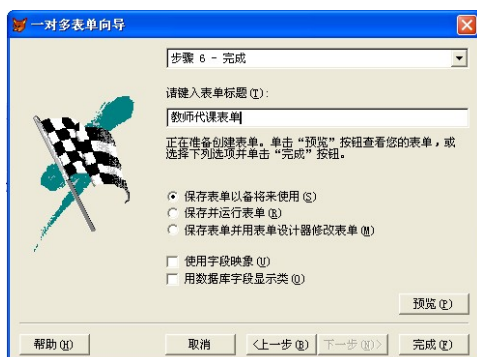 一对多表单向导
步骤 6 - 完成
请键入表单标题(T):
教师代课表单
正在准备创建表单。单击“预览”按钮查看您的表单，或
选择下列选项并单击“完成”按钮。
保存表单以备将来使用(S)
保存并运行表单(R)
保存表单并用表单设计器修改表单(M)
使用字段映象(U)
用数据库字段显示类(O)
预览(P)
帮助(H) 取消 <上一步(B) 下一步(N)> 完成(F)